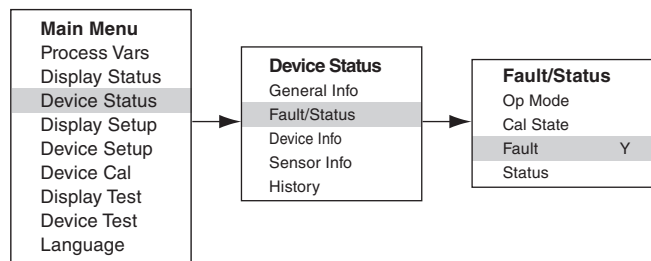 Main Menu
Process Vars
Display Status
Device Status
Display Setup
Device Setup
Device Cal
Display Test
Device Test
Language
Device Status
General Info
Fault/Status
Device Info
Sensor Info
History
Fault/Status
Op Mode
Cal State
Fault Y
Status